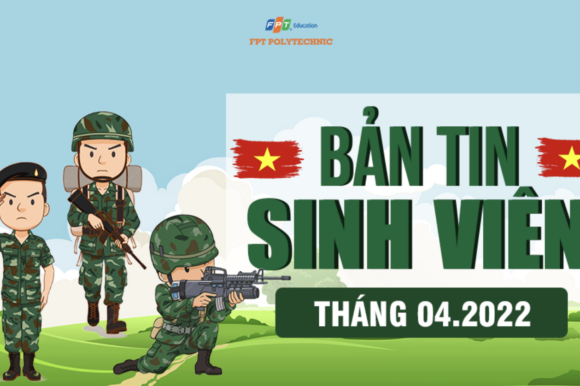 FPT Education
FPT POLYTECHNIC
BẢN TIN
SINH VIÊN
THÁNG 04.2022